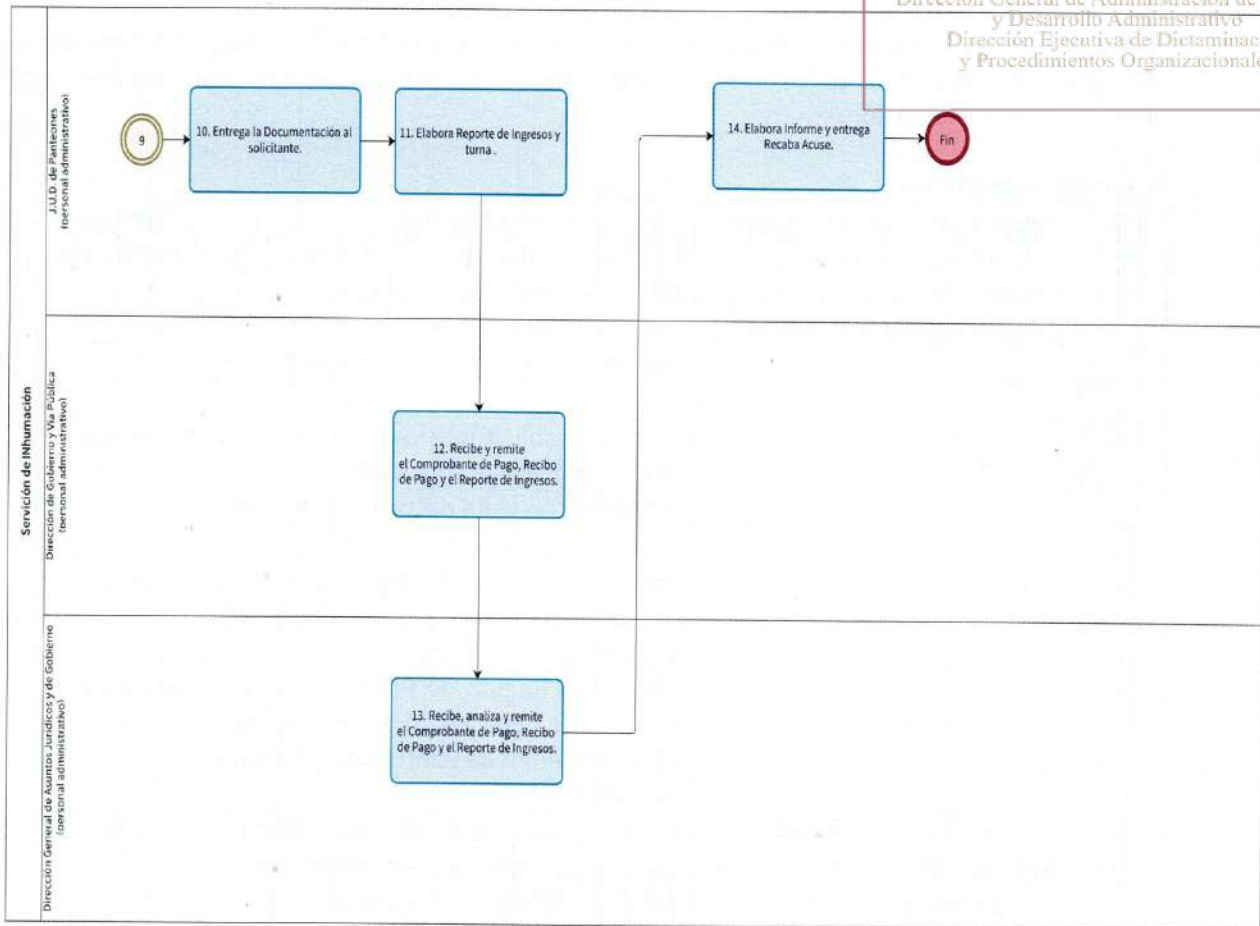 Dirección General de Administración de
y Desarrollo Administrativo
Dirección Ejecutiva de Dictaminac
y Procedimientos Organizacional
Servición de INhumación
J.U.D. de Panteones
(personal administrativo)
9
10. Entrega la Documentación al
solicitante.
11. Elabora Reporte de Ingresos y
turna .
14. Elabora Informe y entrega
Recaba Acuse.
Fin
Dirección de Gobierno y Vía Pública
(personal administrativo)
12. Recibe y remite
el Comprobante de Pago, Recibo
de Pago y el Reporte de Ingresos.
Dirección General de Asuntos Jurídicos y de Gobierno
(personal administrativo)
13. Recibe, analiza y remite
el Comprobante de Pago, Recibo
de Pago y el Reporte de Ingresos.